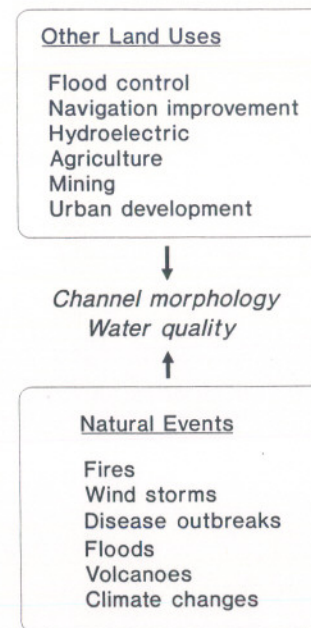 Other Land Uses
Flood control
Navigation improvement
Hydroelectric
Agriculture
Mining
Urban development
Channel morphology
Water quality
Natural Events
Fires
Wind storms
Disease outbreaks
Floods
Volcanoes
Climate changes